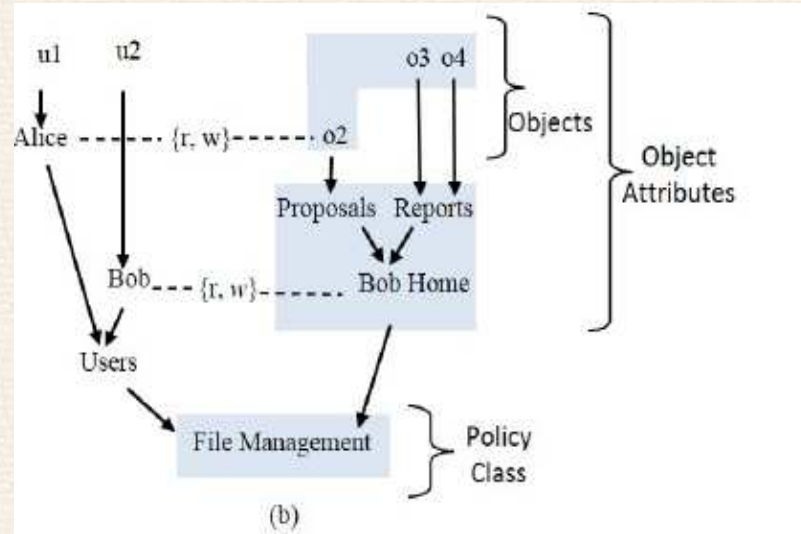 u1 u2 o3 o4
Objects
Alice {r, w} o2
Object
Attributes
Proposals Reports
Bob {r, w} Bob Home
Users
File Management
Policy
Class
(b)